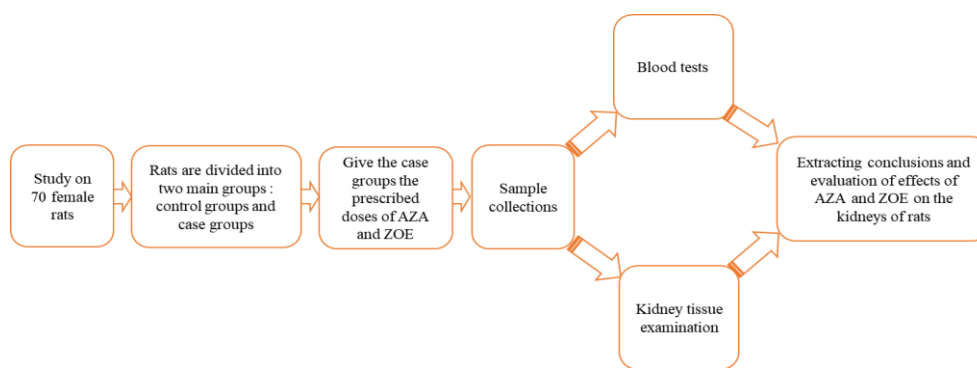 Study on
70 female
rats
Rats are divided into
two main groups :
control groups and
case groups
Give the case
groups the
prescribed
doses of AZA
and ZOE
Sample
collections
Blood tests
Kidney tissue
examination
Extracting conclusions and
evaluation of effects of
AZA and ZOE on the
kidneys of rats